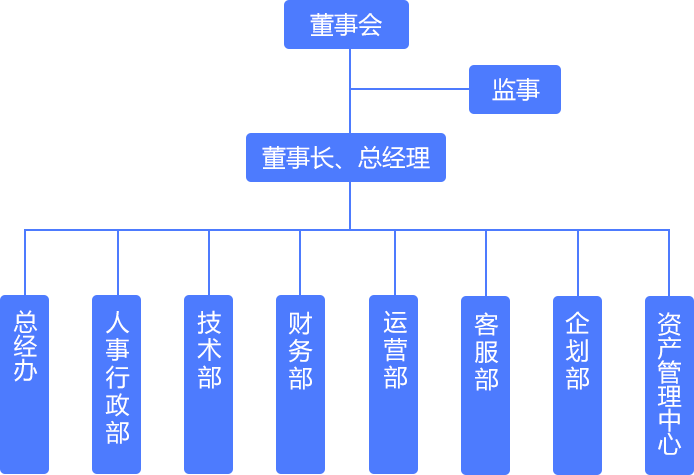 董事会
监事
董事长、总经理
总经办
人事行政部
技术部
财务部
运营部
客服部
企划部
资产管理中心